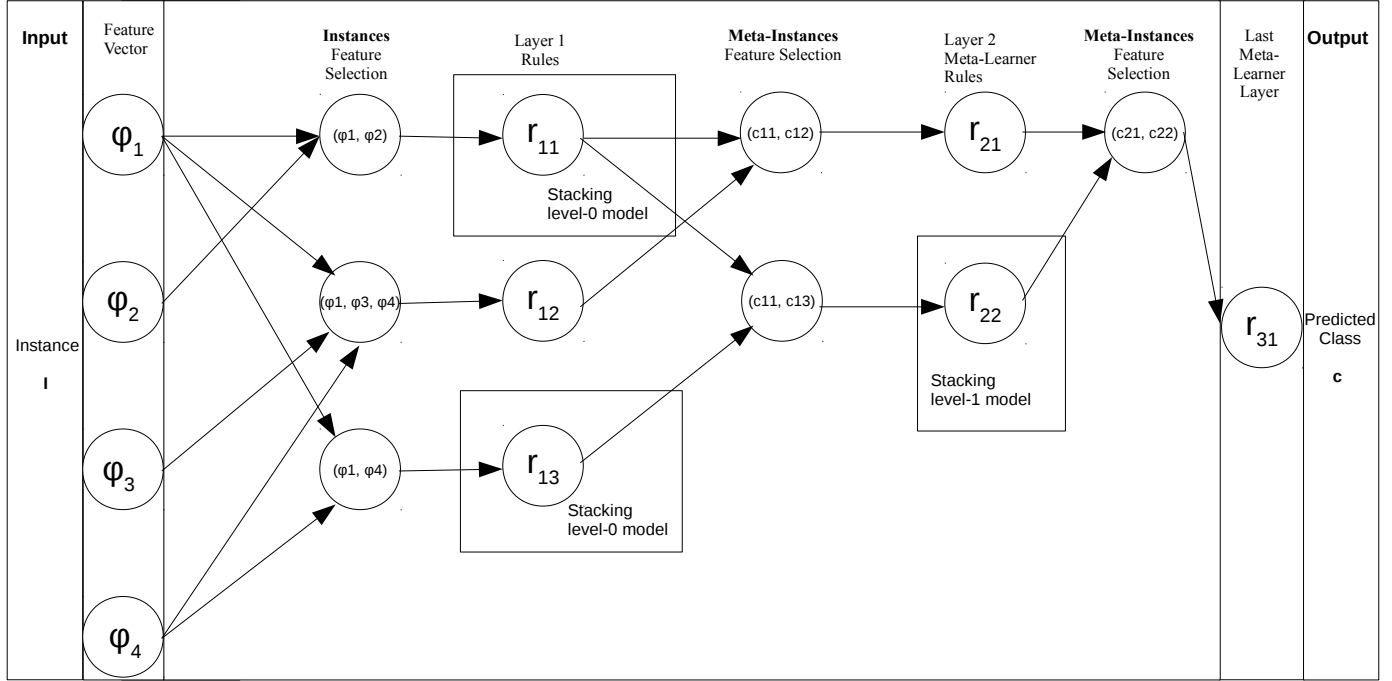 Input
Feature
Vector
Instances
Feature
Selection
Layer 1
Rules
Meta-Instances
Feature Selection
Layer 2
Meta-Learner
Rules
Meta-Instances
Feature
Selection
Last
Meta-
Learner
Layer
Output
φ1
(φ1, φ2)
r11
Stacking
level-0 model
(c11, c12)
r21
(c21, c22)
φ2
(φ1, φ3, φ4)
r12
(c11, c13)
r22
Stacking
level-1 model
r31
Instance
I
Predicted
Class
c
φ3
(φ1, φ4)
r13
Stacking
level-0 model
φ4